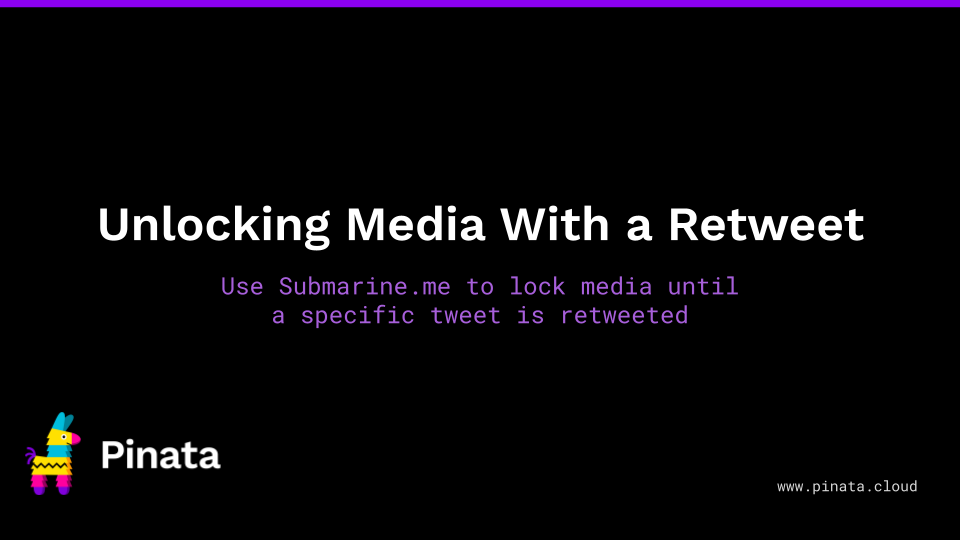 Unlocking Media With a Retweet
Use Submarine.me to lock media until
a specific tweet is retweeted
Pinata
www.pinata.cloud